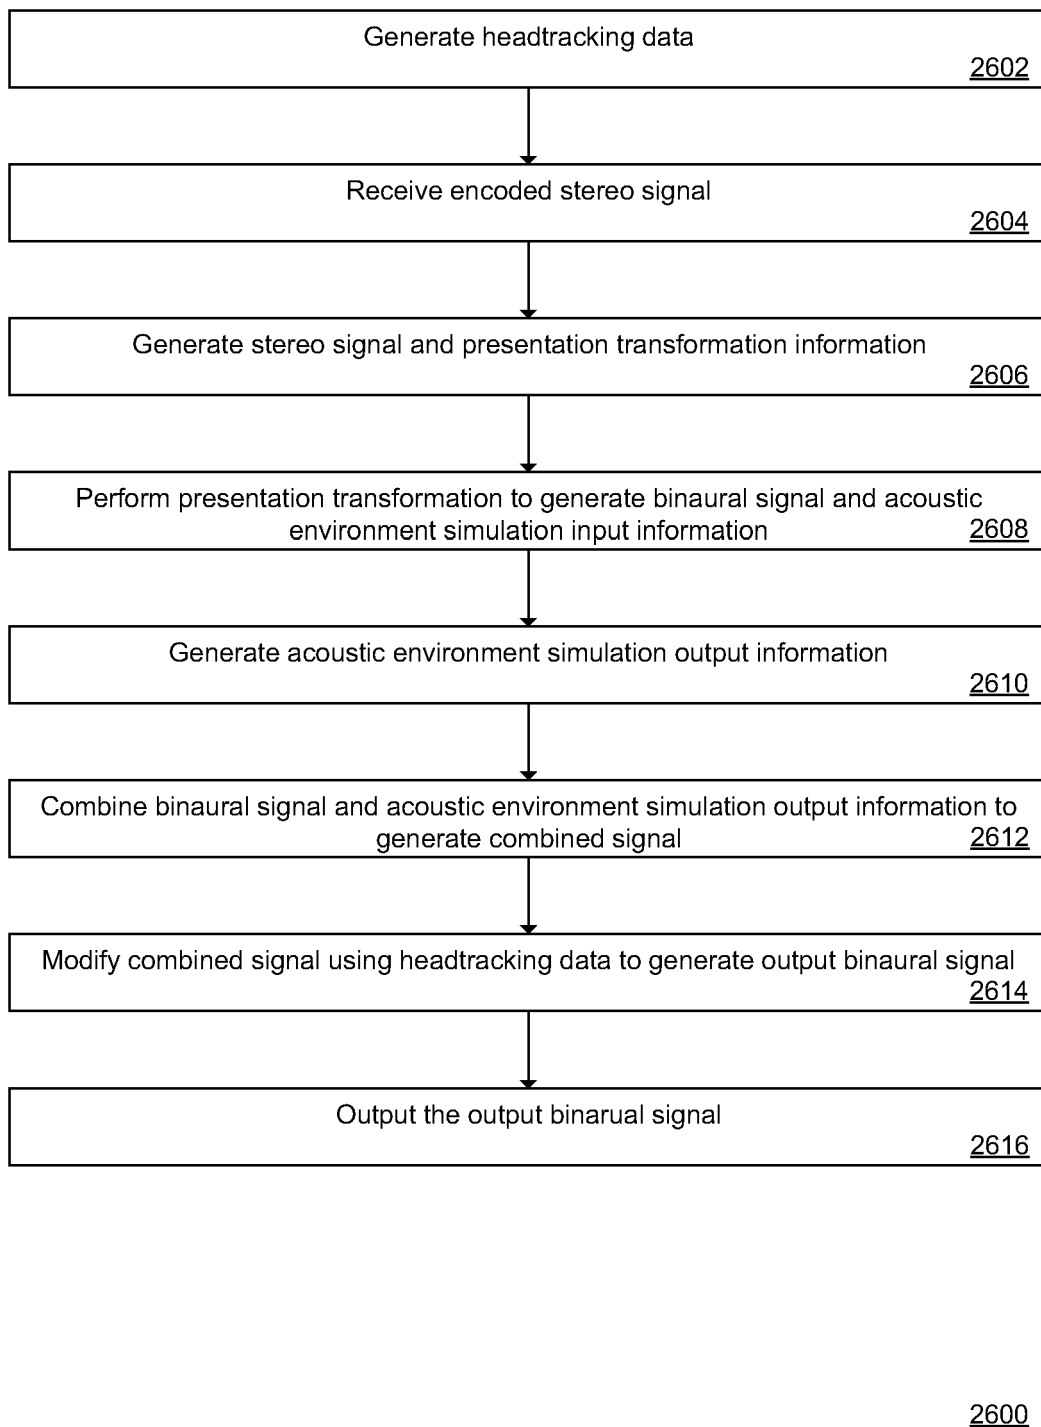 Generate headtracking data
2602
Receive encoded stereo signal
2604
Generate stereo signal and presentation transformation information
2606
Perform presentation transformation to generate binaural signal and acoustic
environment simulation input information
2608
Generate acoustic environment simulation output information
2610
Combine binaural signal and acoustic environment simulation output information to
generate combined signal
2612
Modify combined signal using headtracking data to generate output binaural signal
2614
Output the output binarual signal
2616
2600